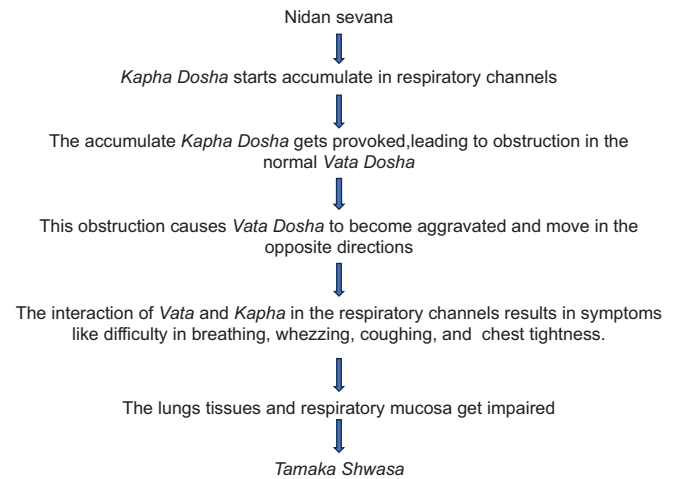 Nidan sevana
Kapha Dosha starts accumulate in respiratory channels
The accumulate Kapha Dosha gets provoked,leading to obstruction in the
normal Vata Dosha
This obstruction causes Vata Dosha to become aggravated and move in the
opposite directions
The interaction of Vata and Kapha in the respiratory channels results in symptoms
like difficulty in breathing, whezzing, coughing, and chest tightness.
The lungs tissues and respiratory mucosa get impaired
Tamaka Shwasa